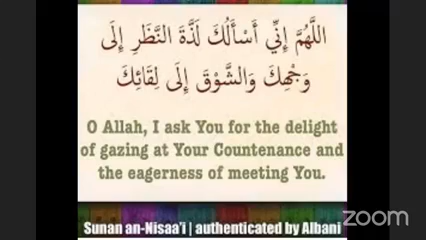 اللَّهُمَّ إِنِّي أَسْأَلُكَ لَذَّةَ النَّظَرِ إِلَى
وَجْهِكَ وَالشَّوْقَ إِلَى لِقَائِكَ
O Allah, I ask You for the delight
of gazing at Your Countenance and
the eagerness of meeting You.
Sunan an-Nisaa'i | authenticated by Albani
zoom